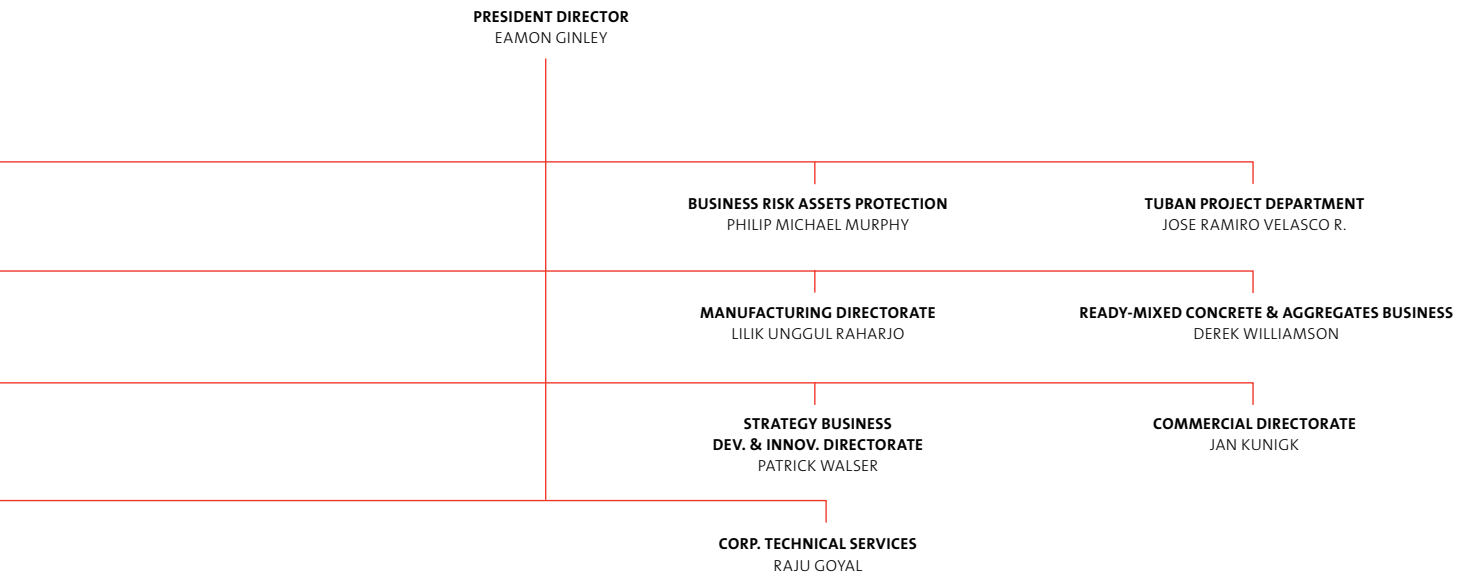 PRESIDENT DIRECTOR
EAMON GINLEY
BUSINESS RISK ASSETS PROTECTION
PHILIP MICHAEL MURPHY
TUBAN PROJECT DEPARTMENT
JOSE RAMIRO VELASCO R.
MANUFACTURING DIRECTORATE
LILIK UNGGUL RAHARJO
READY-MIXED CONCRETE & AGGREGATES BUSINESS
DEREK WILLIAMSON
STRATEGY BUSINESS
DEV. & INNOV. DIRECTORATE
PATRICK WALSER
COMMERCIAL DIRECTORATE
JAN KUNIGK
CORP. TECHNICAL SERVICES
RAJU GOYAL